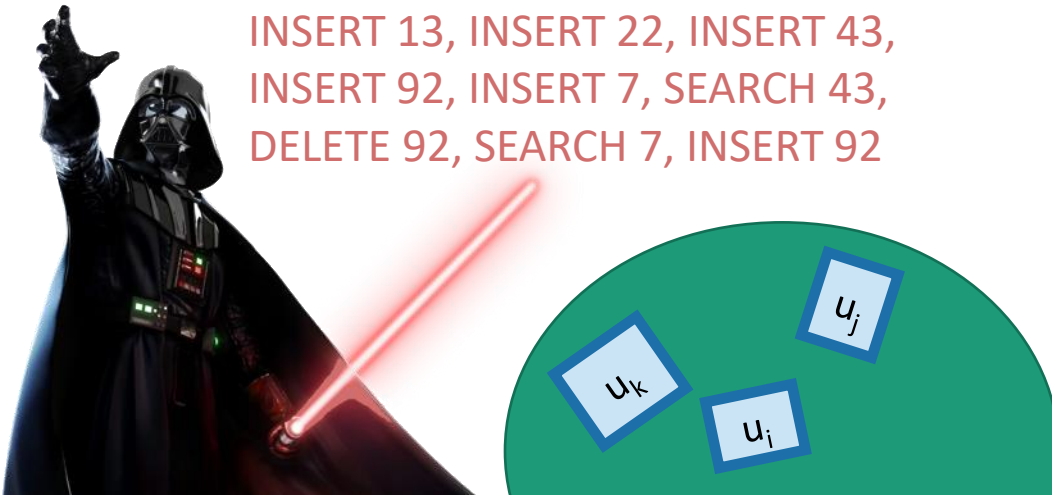 INSERT 13, INSERT 22, INSERT 43,
INSERT 92, INSERT 7, SEARCH 43,
DELETE 92, SEARCH 7, INSERT 92
uj
uk
ui